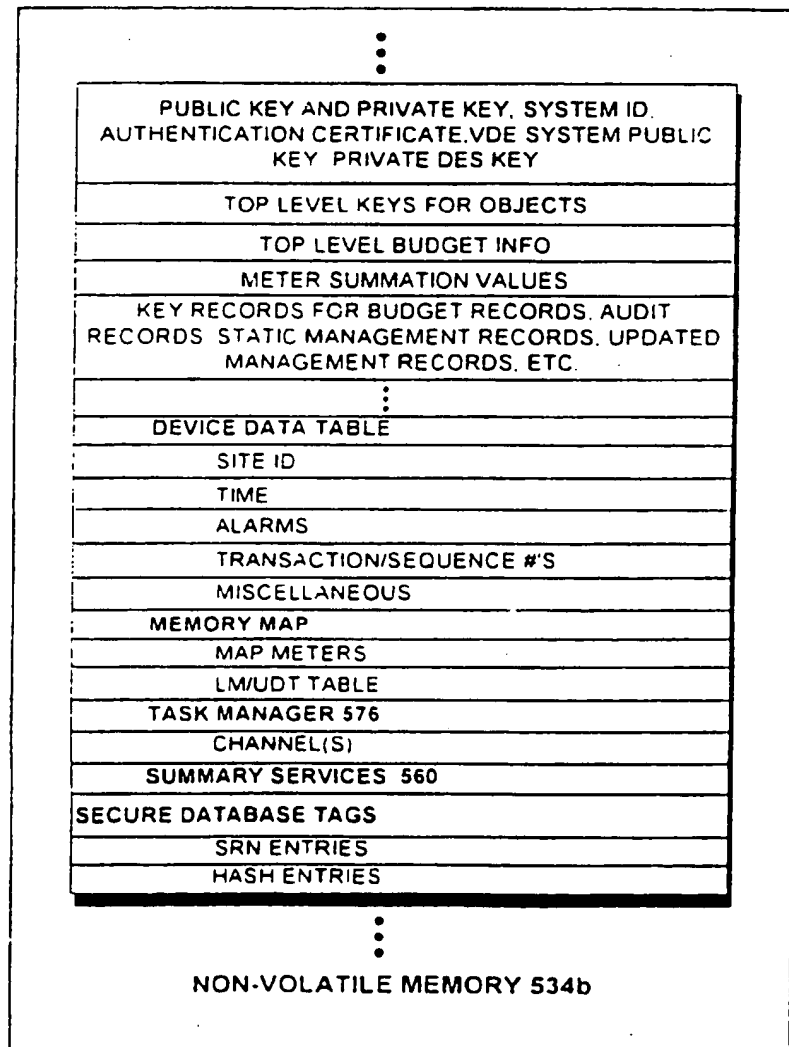 PUBLIC KEY AND PRIVATE KEY, SYSTEM ID.
AUTHENTICATION CERTIFICATE.VDE SYSTEM PUBLIC
KEY PRIVATE DES KEY
TOP LEVEL KEYS FOR OBJECTS
TOP LEVEL BUDGET INFO
METER SUMMATION VALUES
KEY RECORDS FOR BUDGET RECORDS, AUDIT
RECORDS STATIC MANAGEMENT RECORDS, UPDATED
MANAGEMENT RECORDS, ETC.
DEVICE DATA TABLE
SITE ID
TIME
ALARMS
TRANSACTION/SEQUENCE #'S
MISCELLANEOUS
MEMORY MAP
MAP METERS
LM/UDT TABLE
TASK MANAGER 576
CHANNEL(S)
SUMMARY SERVICES 560
SECURE DATABASE TAGS
SRN ENTRIES
HASH ENTRIES
NON-VOLATILE MEMORY 534b